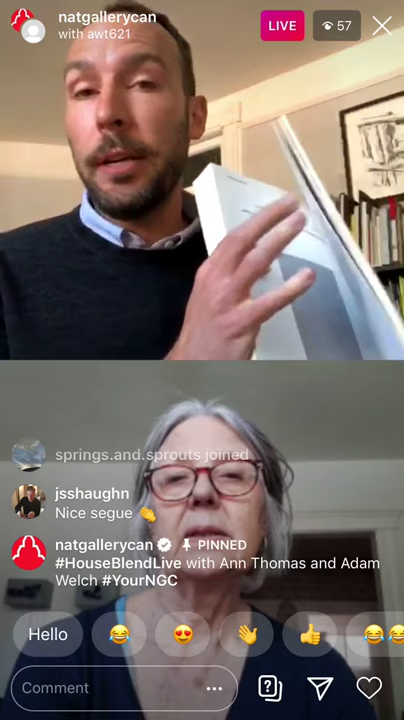 natgallerycan
with awt621
LIVE
57
springs.and.sprouts joined
jsshaughn
Nice segue 👏
natgallerycan PINNED
#HouseBlendLive with Ann Thomas and Adam
Welch #YourNGC
Hello
Comment